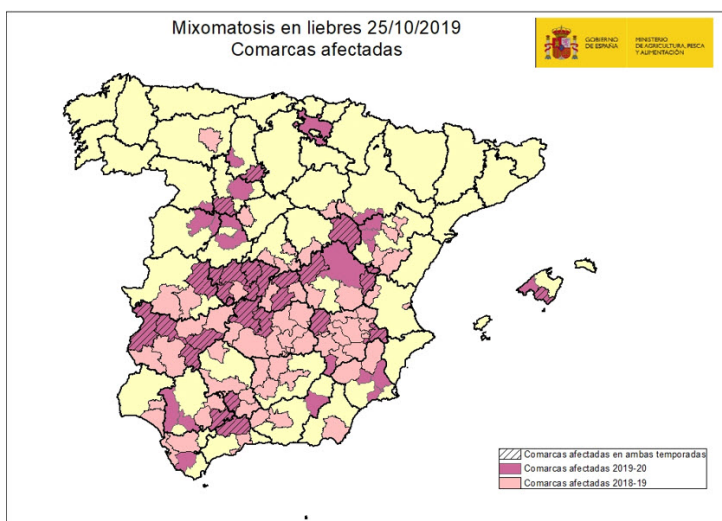 Mixomatosis en liebres 25/10/2019
Comarcas afectadas
GOBIERNO
DE ESPAÑA
MINISTERIO
DE AGRICULTURA, PESCA
Y ALIMENTACIÓN
Comarcas afectadas en ambas temporadas
Comarcas afectadas 2019-20
Comarcas afectadas 2018-19